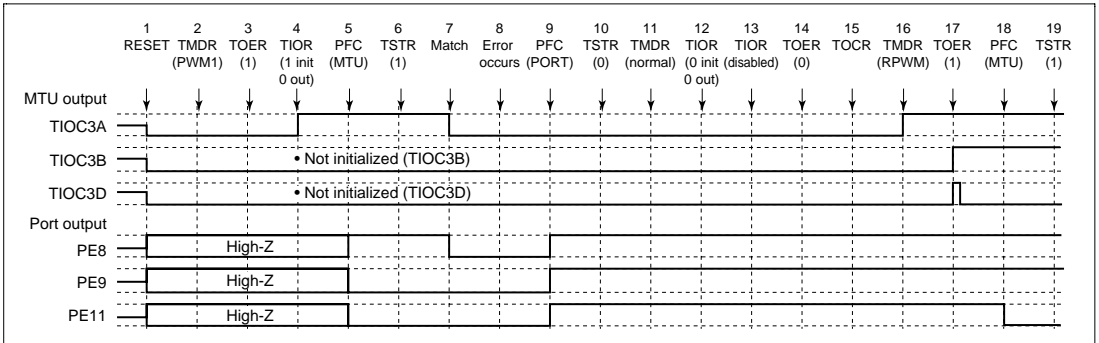 1 2 3 4 5 6 7 8 9 10 11 12 13 14 15 16 17 18 19
RESET TMDR TOER TIOR PFC TSTR Match Error PFC TSTR TMDR TIOR TIOR TOER TOCR TMDR TOER PFC TSTR
(PWM1) (1) (1 init (MTU) (1) occurs (PORT) (0) (normal) (0 init (disabled) (0) (RPWM) (1) (MTU) (1)
0 out) 0 out)
MTU output
TIOC3A
TIOC3B • Not initialized (TIOC3B)
TIOC3D • Not initialized (TIOC3D)
Port output
PE8 High-Z
PE9 High-Z
PE11 High-Z